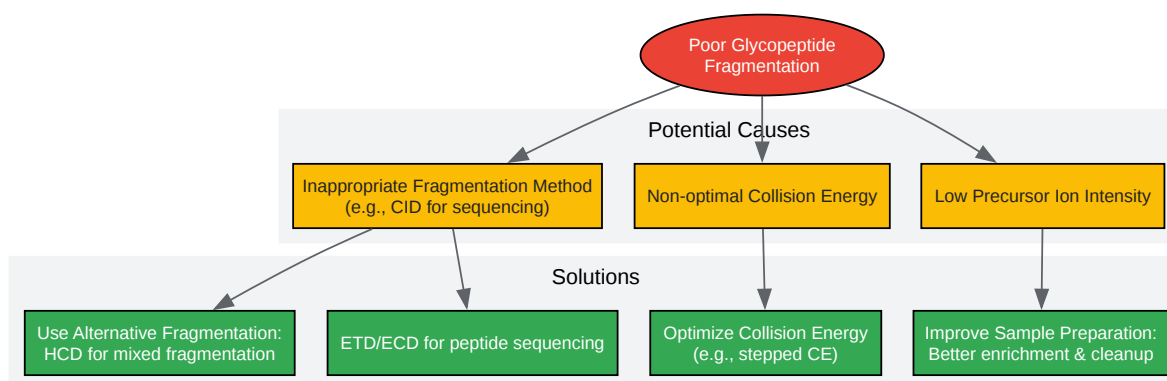 Poor Glycopeptide
Fragmentation
Potential Causes
Inappropriate Fragmentation Method
(e.g., CID for sequencing)
Non-optimal Collision Energy
Low Precursor Ion Intensity
Solutions
Use Alternative Fragmentation:
HCD for mixed fragmentation
ETD/ECD for peptide sequencing
Optimize Collision Energy
(e.g., stepped CE)
Improve Sample Preparation:
Better enrichment & cleanup